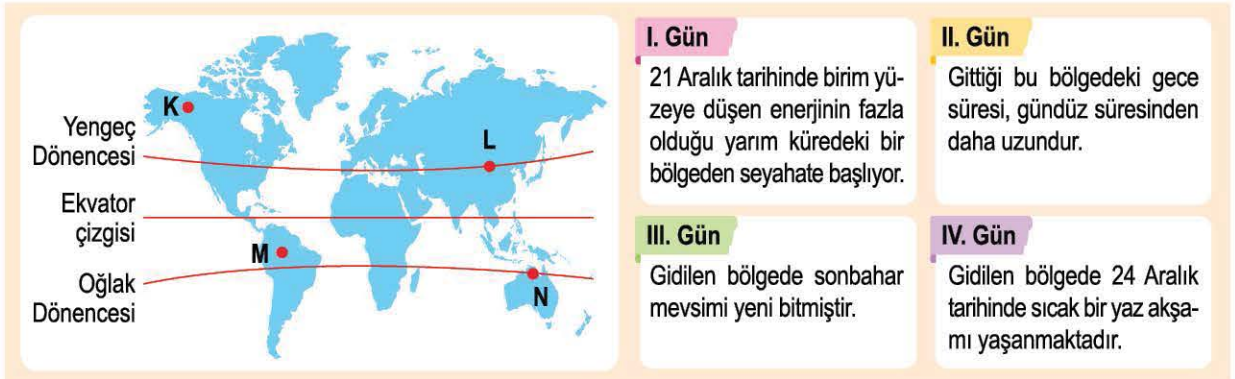 K
Yengeç
Dönencesi
L
Ekvator
çizgisi
M
Oğlak
Dönencesi
N
I. Gün
21 Aralık tarihinde birim yü-
zeye düşen enerjinin fazla
olduğu yarım küredeki bir
bölgeden seyahate başlıyor.
II. Gün
Gittiği bu bölgedeki gece
süresi, gündüz süresinden
daha uzundur.
III. Gün
Gidilen bölgede sonbahar
mevsimi yeni bitmiştir.
IV. Gün
Gidilen bölgede 24 Aralık
tarihinde sıcak bir yaz akşa-
mı yaşanmaktadır.